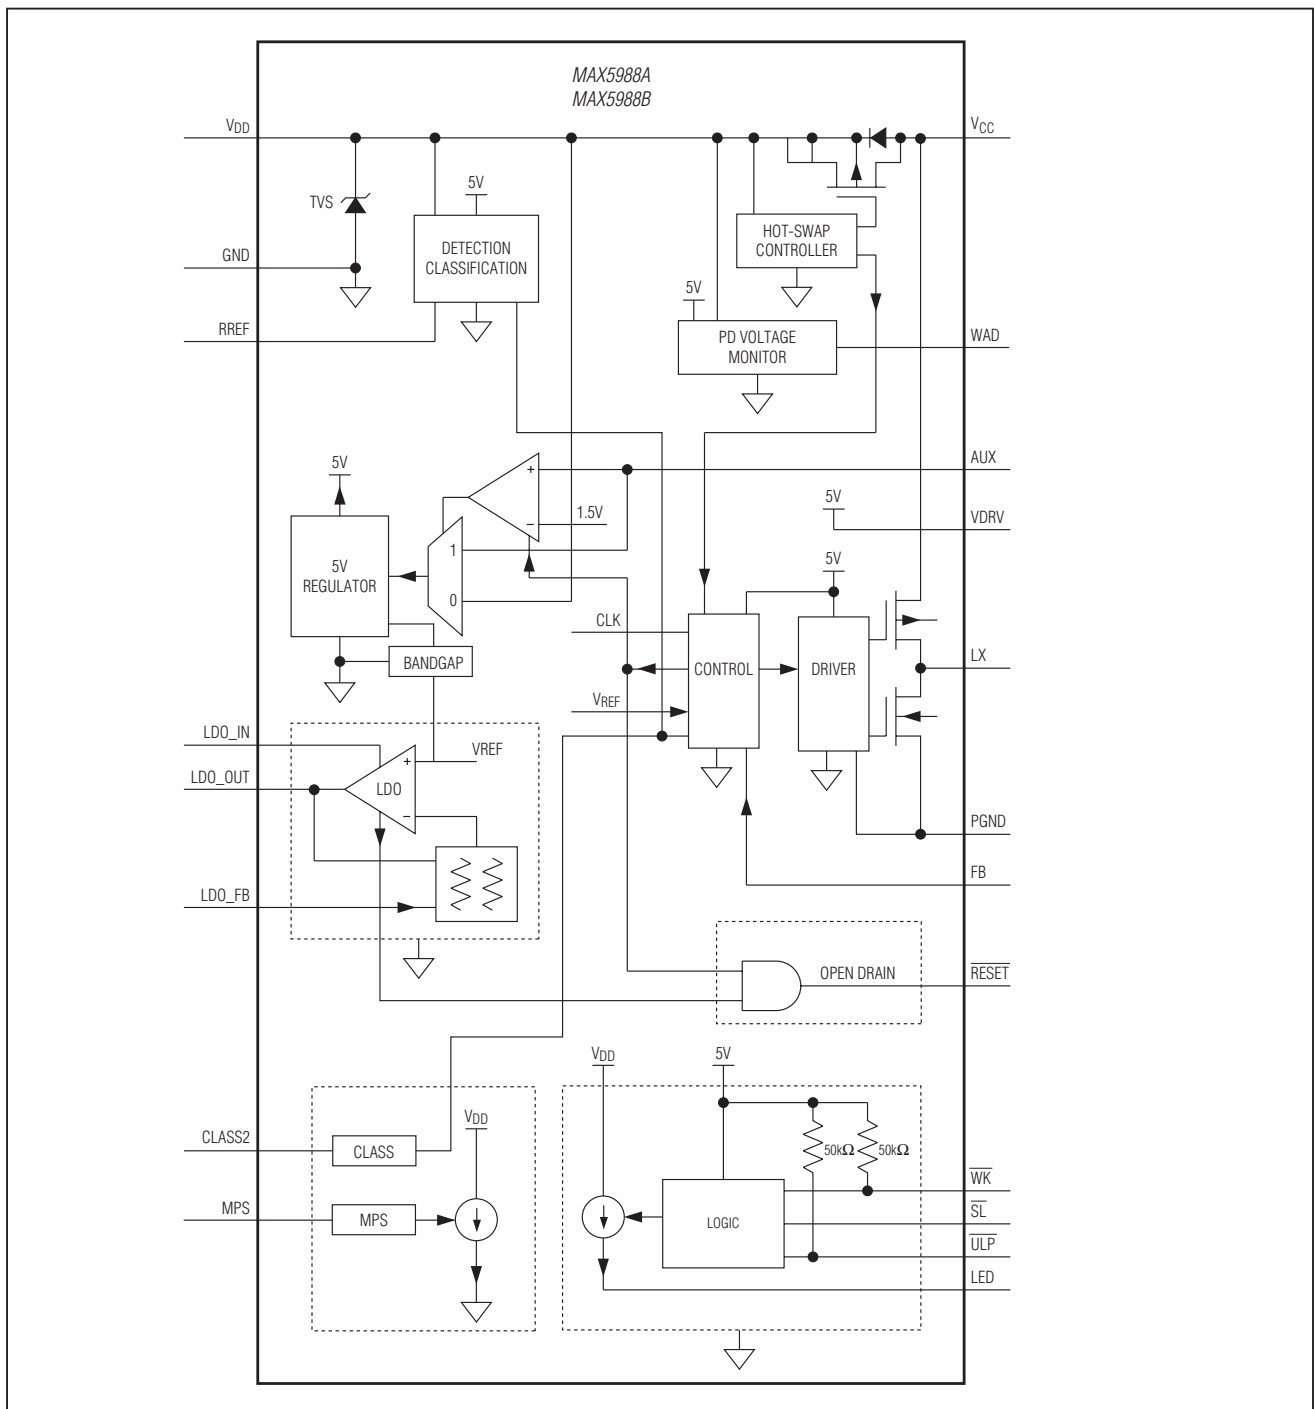 MAX5988A
MAX5988B
VDD
VCC
TVS
5V
DETECTION
CLASSIFICATION
HOT-SWAP
CONTROLLER
GND
5V
RREF
PD VOLTAGE
MONITOR
WAD
AUX
5V
+
−
1.5V
5V
VDRV
1
0
5V
REGULATOR
5V
CLK
BANDGAP
CONTROL
DRIVER
LX
VREF
LDO_IN
VREF
+
LDO_OUT
LDO
−
PGND
FB
LDO_FB
OPEN DRAIN
RESET
VDD
5V
VDD
CLASS2
CLASS
50kΩ
50kΩ
WK
MPS
MPS
LOGIC
SL
ULP
LED